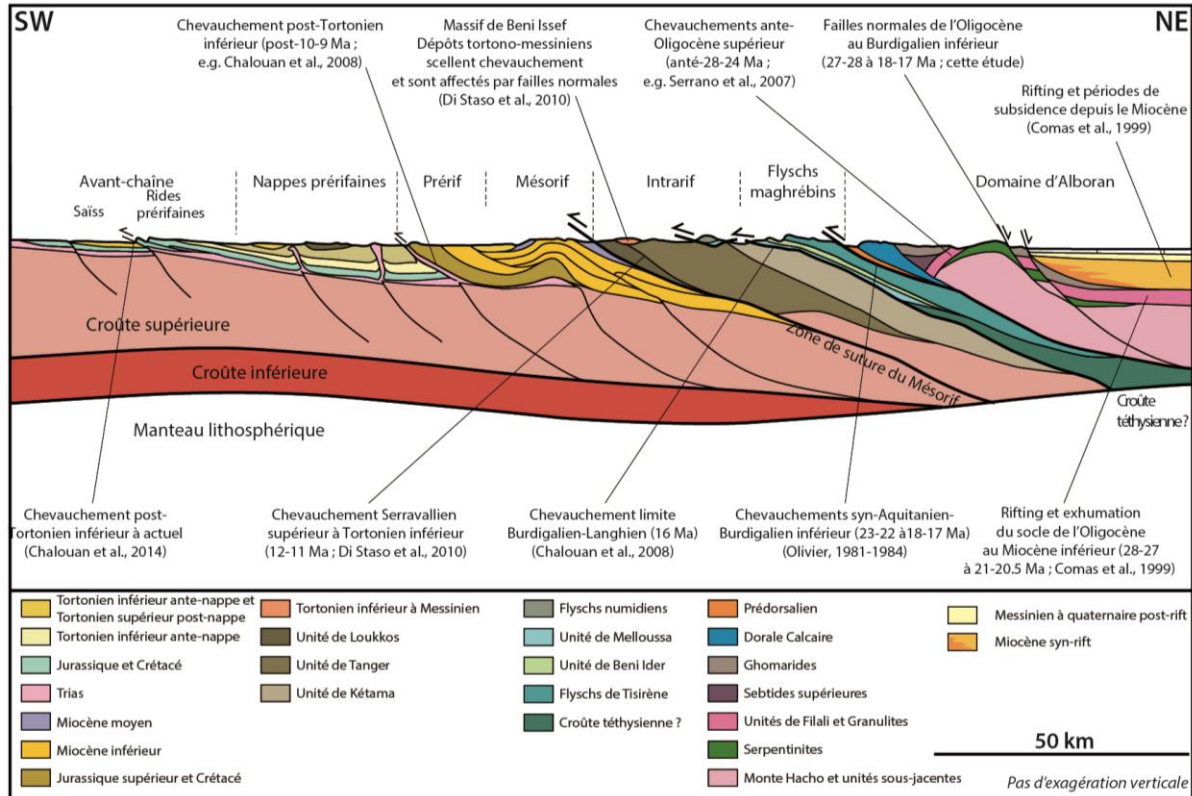 SW
NE
Chevauchement post-Tortonien
inférieur (post-10-9 Ma ;
e.g. Chalouan et al., 2008)
Massif de Beni Issef
Dépôts tortono-messiniens
scellent chevauchement
et sont affectés par failles normales
(Di Staso et al., 2010)
Chevauchements ante-
Oligocène supérieur
(anté-28-24 Ma ;
e.g. Serrano et al., 2007)
Failles normales de l'Oligocène
au Burdigalien inférieur
(27-28 à 18-17 Ma ; cette étude)
Rifting et périodes de
subsidence depuis le Miocène
(Comas et al., 1999)
Avant-chaîne
Saïss
Rides
prérifaines
Nappes prérifaines
Prérif
Mésorif
Intrarif
Flyschs
maghrébins
Domaine d'Alboran
Croûte supérieure
Croûte inférieure
Manteau lithosphérique
Zone de suture du Mésorif
Croûte
téthysienne ?
Chevauchement post-
Tortonien inférieur à actuel
(Chalouan et al., 2014)
Chevauchement Serravallien
supérieur à Tortonien inférieur
(12-11 Ma ; Di Staso et al., 2010)
Chevauchement limite
Burdigalien-Langhien (16 Ma)
(Chalouan et al., 2008)
Chevauchements syn-Aquitanien-
Burdigalien inférieur (23-22 à18-17 Ma)
(Olivier, 1981-1984)
Rifting et exhumation
du socle de l'Oligocène
au Miocène inférieur (28-27
à 21-20.5 Ma ; Comas et al., 1999)
Tortonien inférieur ante-nappe et
Tortonien supérieur post-nappe
Tortonien inférieur ante-nappe
Jurassique et Crétacé
Trias
Miocène moyen
Miocène inférieur
Jurassique supérieur et Crétacé
Tortonien inférieur à Messinien
Unité de Loukkos
Unité de Tanger
Unité de Kétama
Flyschs numidiens
Unité de Melloussa
Unité de Beni Ider
Flyschs de Tisirène
Croûte téthysienne ?
Prédorsalien
Dorale Calcaire
Ghomarides
Sebtides supérieures
Unités de Filali et Granulites
Serpentinites
Monte Hacho et unités sous-jacentes
Messinien à quaternaire post-rift
Miocène syn-rift
50 km
Pas d'exagération verticale